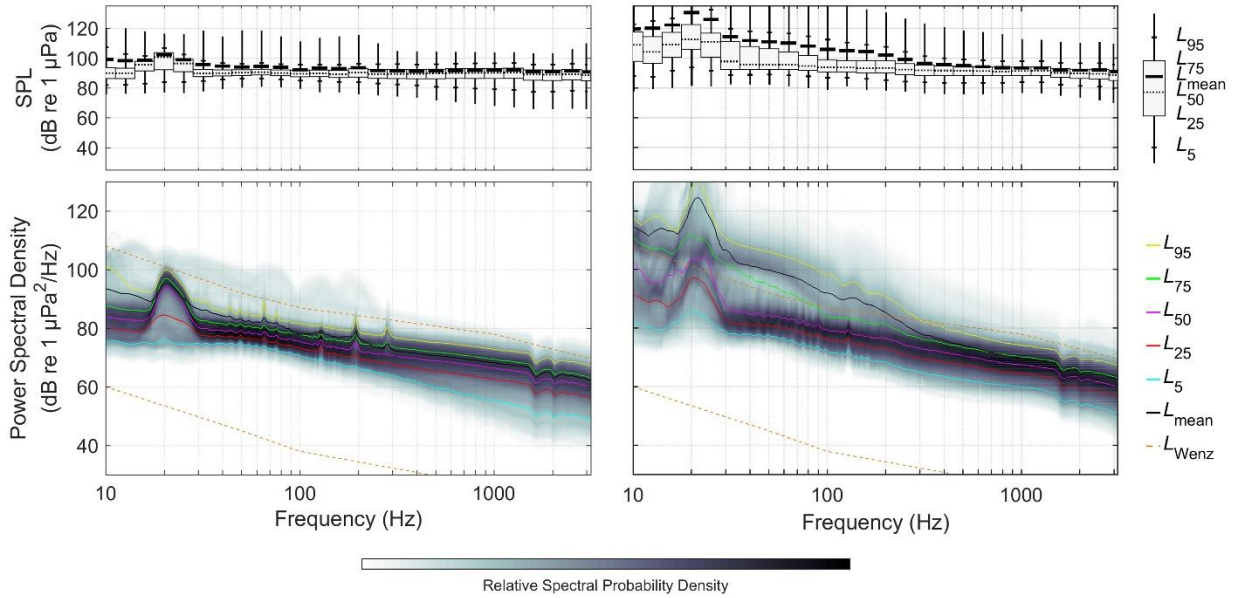 120
100
80
60
40
SPL
(dB re 1 µPa)
L95
L75
Lmean
L50
L25
L5
120
100
80
60
40
Power Spectral Density
(dB re 1 µPa2/Hz)
10
100
1000
Frequency (Hz)
10
100
1000
Frequency (Hz)
L95
L75
L50
L25
L5
Lmean
LWenz
Relative Spectral Probability Density